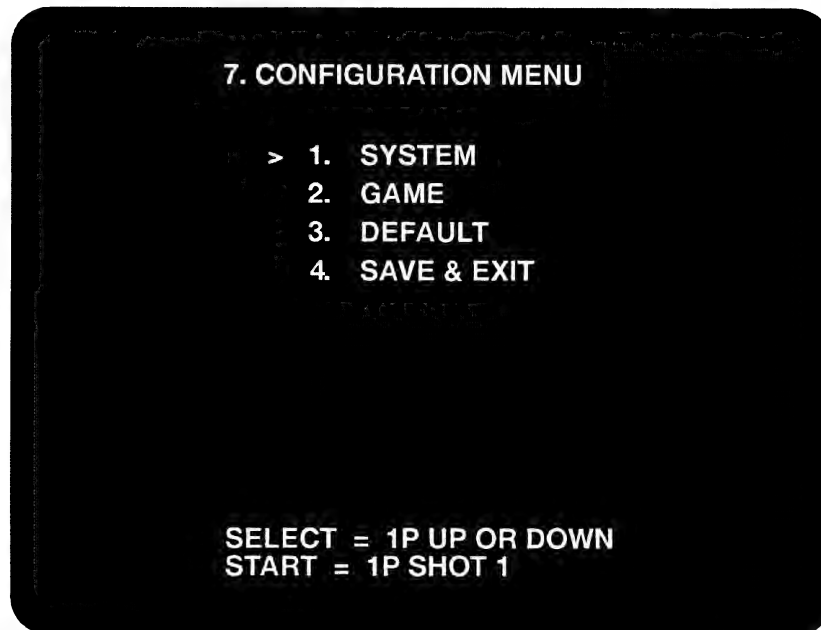 7. CONFIGURATION MENU
> 1. SYSTEM
2. GAME
3. DEFAULT
4. SAVE & EXIT
SELECT = 1P UP OR DOWN
START = 1P SHOT 1